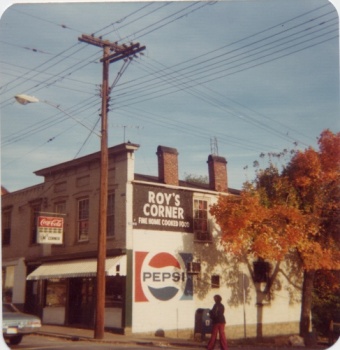 ROY'S
CORNER
FINE HOME COOKED FOOD
Coca-Cola
PEPSI